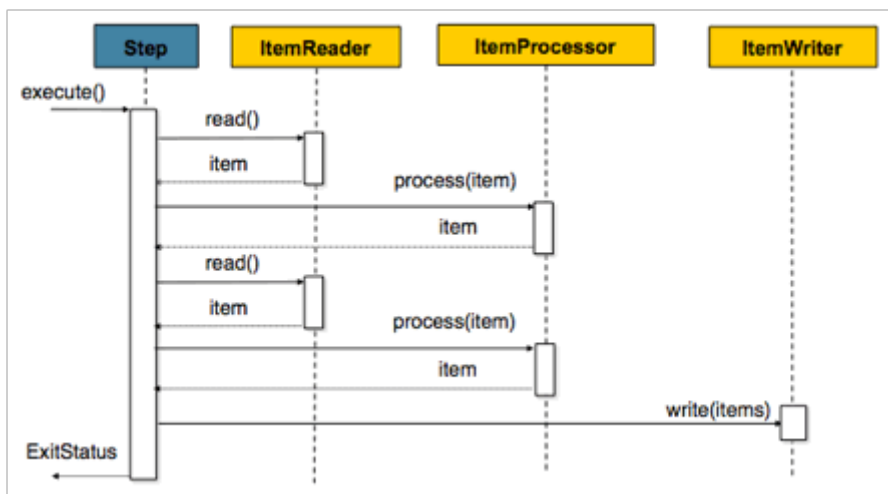 Step
ItemReader
ItemProcessor
ItemWriter
execute()
read()
item
process(item)
item
read()
item
process(item)
item
write(items)
ExitStatus